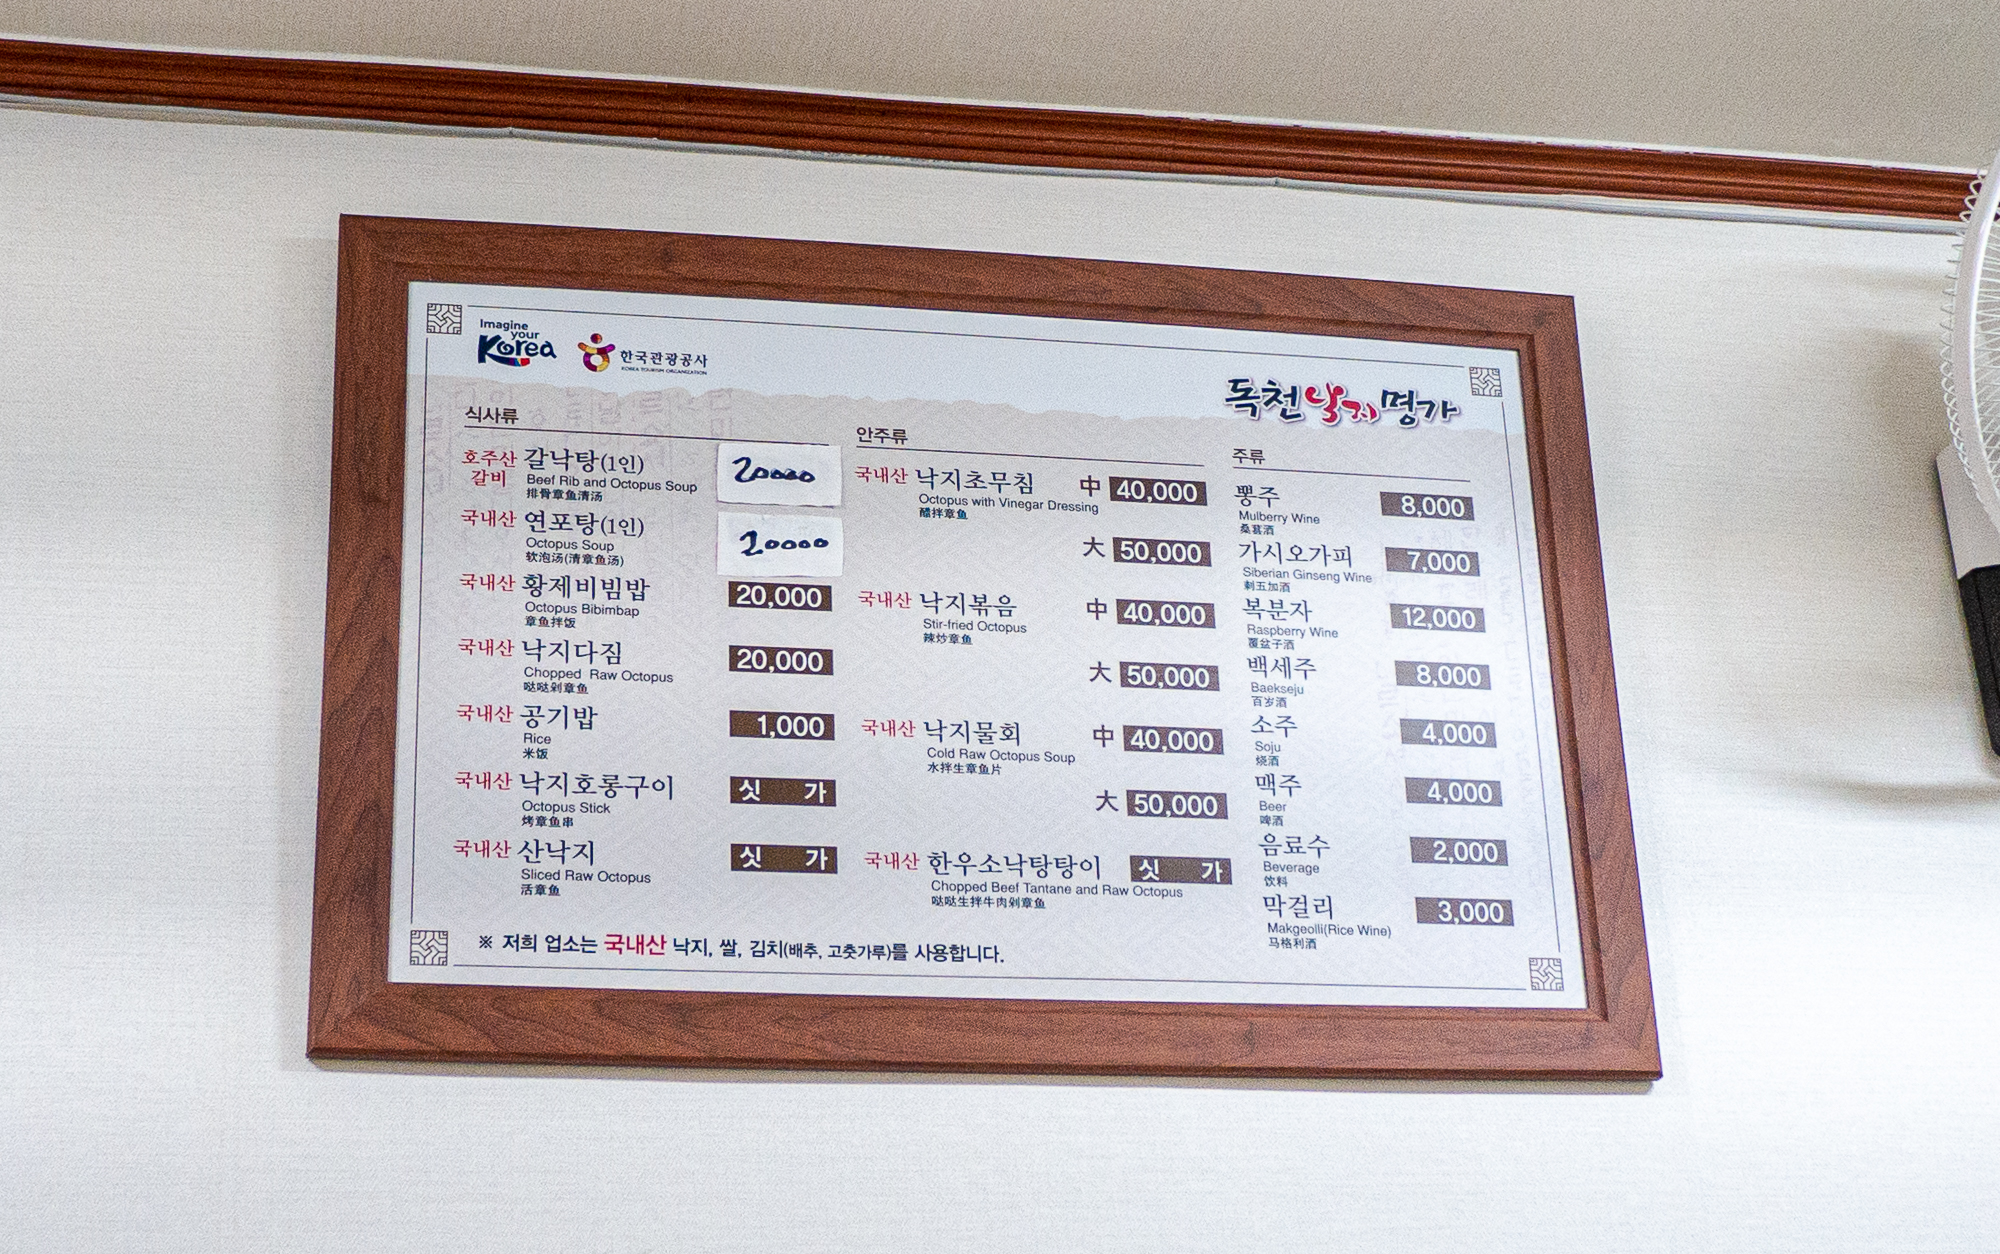 Imagine
your
Korea
한국관광공사
KOREA TOURISM ORGANIZATION
독천낙지명가
식사류
호주산 갈비 갈낙탕(1인) 20000
Beef Rib and Octopus Soup
排骨章鱼清汤
국내산 연포탕(1인) 20000
Octopus Soup
软泡汤(清章鱼汤)
국내산 황제비빔밥 20,000
Octopus Bibimbap
章鱼拌饭
국내산 낙지다짐 20,000
Chopped Raw Octopus
哒哒剁章鱼
국내산 공기밥 1,000
Rice
米饭
국내산 낙지호롱구이 싯 가
Octopus Stick
烤章鱼串
국내산 산낙지 싯 가
Sliced Raw Octopus
活章鱼
안주류
국내산 낙지초무침 中 40,000
Octopus with Vinegar Dressing
醋拌章鱼
大 50,000
국내산 낙지볶음 中 40,000
Stir-fried Octopus
辣炒章鱼
大 50,000
국내산 낙지물회 中 40,000
Cold Raw Octopus Soup
水拌生章鱼片
大 50,000
국내산 한우소낙탕탕이 싯 가
Chopped Beef Tantane and Raw Octopus
哒哒生拌牛肉剁章鱼
주류
뽕주 8,000
Mulberry Wine
桑葚酒
가시오가피 7,000
Siberian Ginseng Wine
刺五加酒
복분자 12,000
Raspberry Wine
覆盆子酒
백세주 8,000
Baekseju
百岁酒
소주 4,000
Soju
烧酒
맥주 4,000
Beer
啤酒
음료수 2,000
Beverage
饮料
막걸리 3,000
Makgeolli(Rice Wine)
马格利酒
※ 저희 업소는 국내산 낙지, 쌀, 김치(배추, 고춧가루)를 사용합니다.